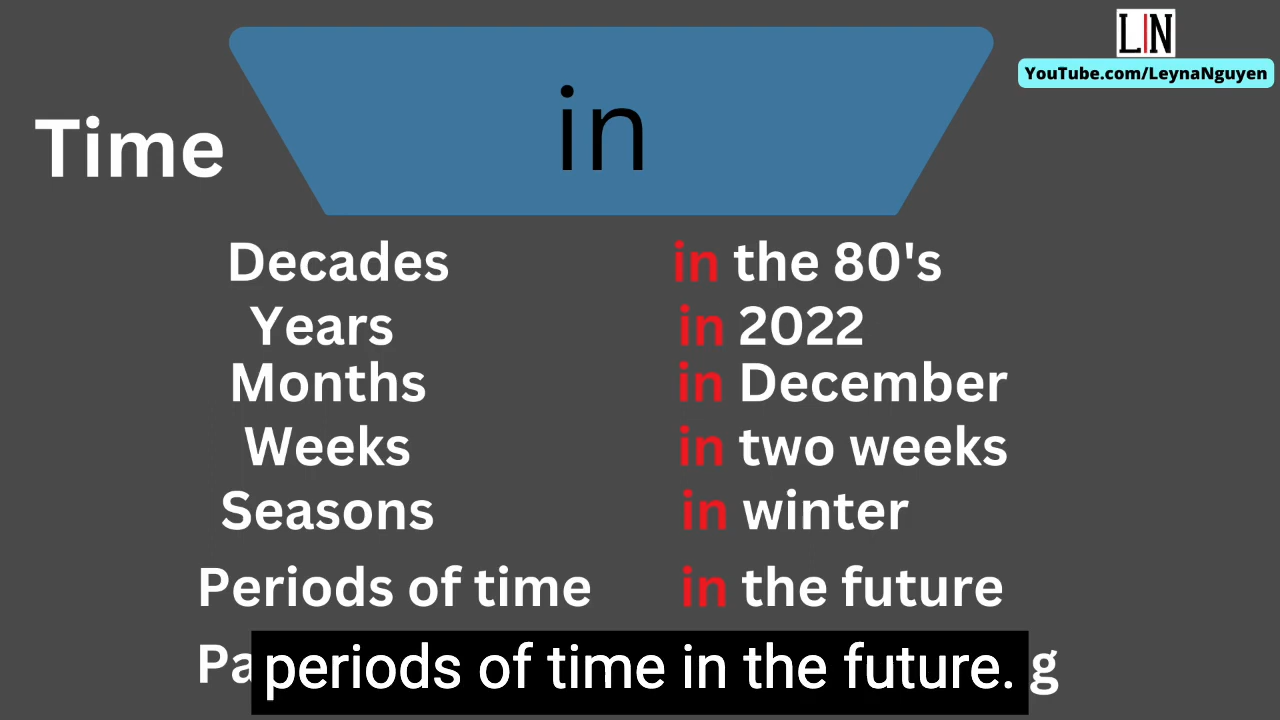 LN
YouTube.com/LeynaNguyen
in
Time
Decades in the 80's
Years in 2022
Months in December
Weeks in two weeks
Seasons in winter
Periods of time in the future
periods of time in the future.